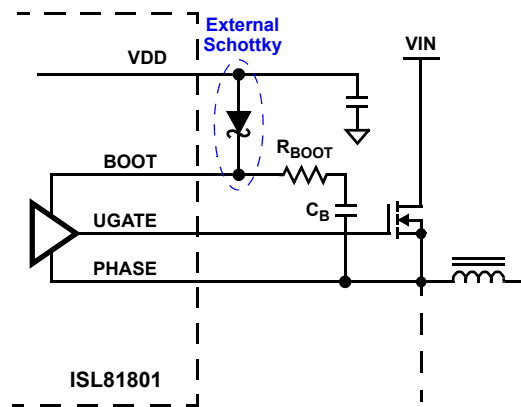 External
Schottky
VDD
VIN
BOOT
RBOOT
CB
UGATE
PHASE
ISL81801